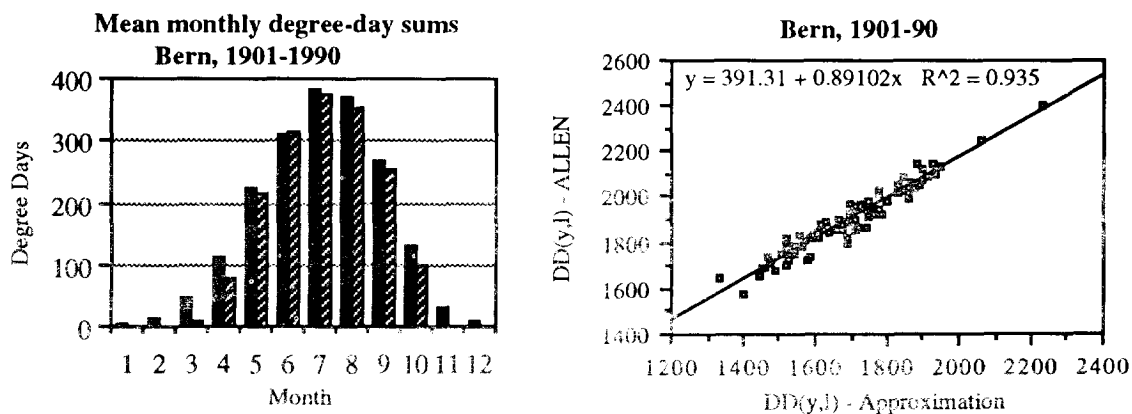 Mean monthly degree-day sums
Bern, 1901-1990
400
300
200
100
0
Degree Days
1 2 3 4 5 6 7 8 9 10 11 12
Month
Bern, 1901-90
y = 391.31 + 0.89102x R^2 = 0.935
2600
2400
2200
2000
1800
1600
1400
DD(y,l) - ALLEN
1200 1400 1600 1800 2000 2200 2400
DD(y,l) - Approximation